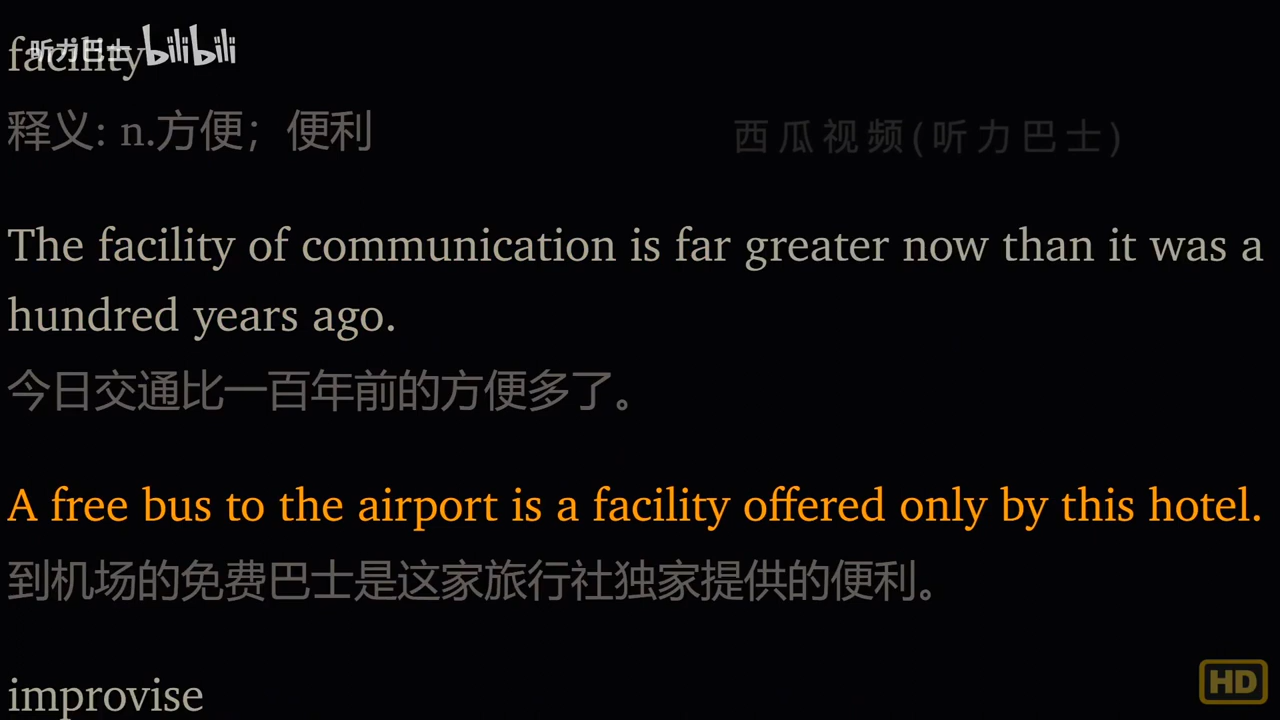 facility
听力巴士 bilibili
释义: n.方便；便利
西瓜视频(听力巴士)
The facility of communication is far greater now than it was a
hundred years ago.
今日交通比一百年前的方便多了。
A free bus to the airport is a facility offered only by this hotel.
到机场的免费巴士是这家旅行社独家提供的便利。
improvise
HD